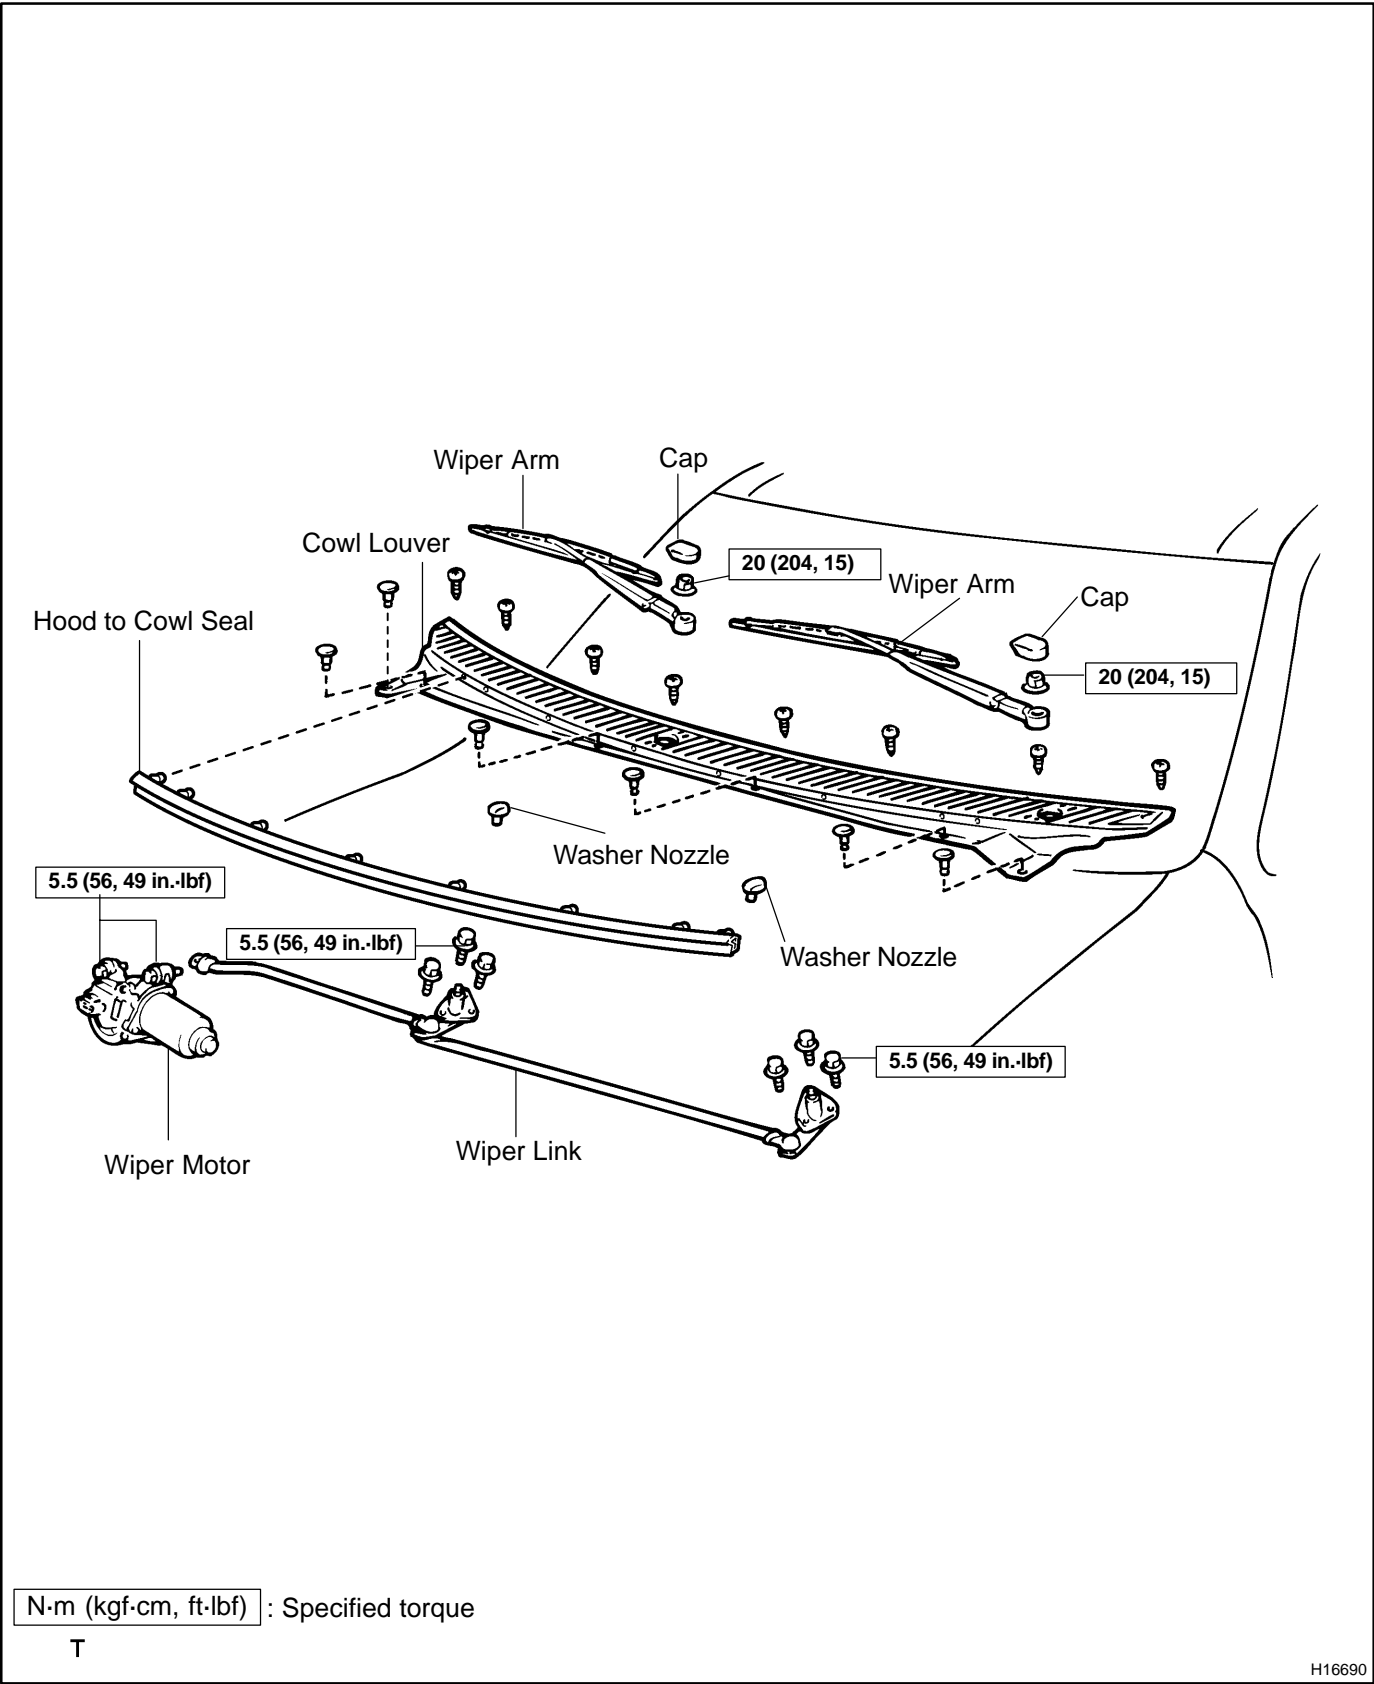 Wiper Arm
Cap
Cowl Louver
20 (204, 15)
Wiper Arm
Cap
Hood to Cowl Seal
20 (204, 15)
Washer Nozzle
5.5 (56, 49 in.·lbf)
5.5 (56, 49 in.·lbf)
Washer Nozzle
5.5 (56, 49 in.·lbf)
Wiper Link
Wiper Motor
N·m (kgf·cm, ft·lbf) : Specified torque
T
H16690